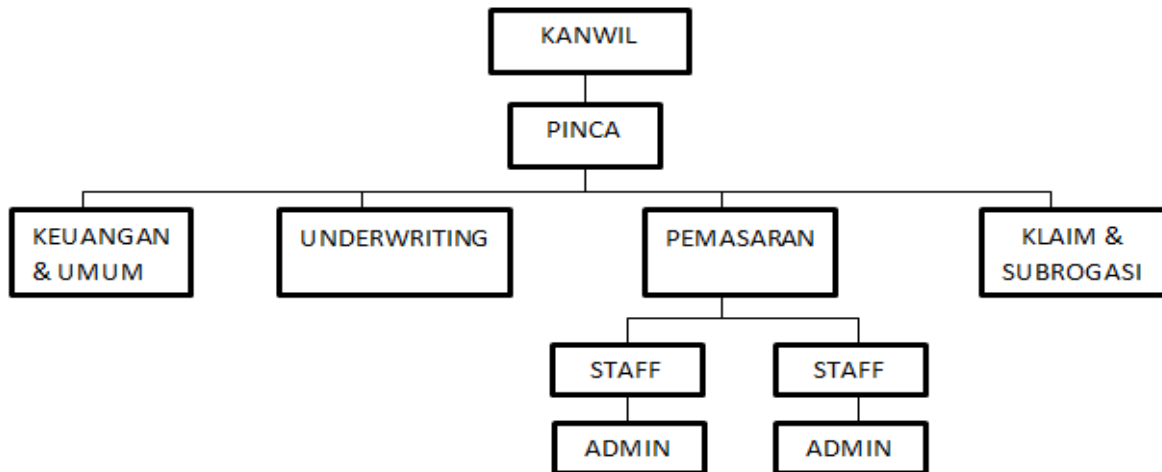 KANWIL
PINCA
KEUANGAN
& UMUM
UNDERWRITING
PEMASARAN
KLAIM &
SUBROGASI
STAFF
STAFF
ADMIN
ADMIN